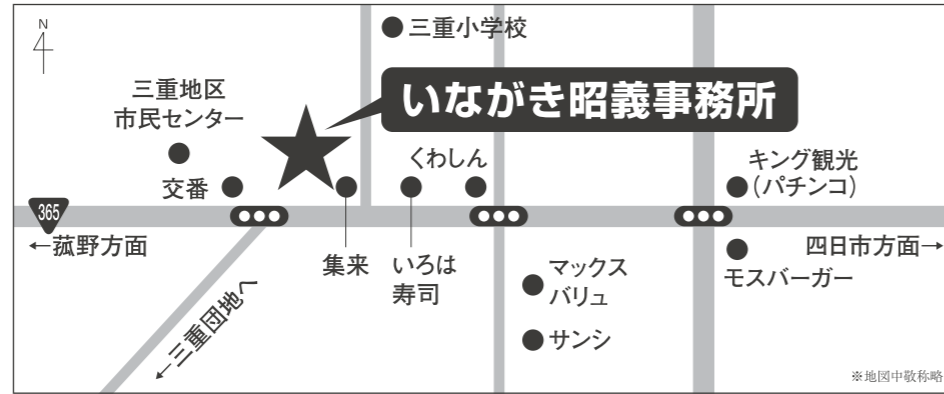 N
三重小学校
三重地区
市民センター
いながき昭義事務所
くわしん
キング観光
(パチンコ)
交番
365
←菰野方面
集来
いろは
寿司
マックス
バリュ
サンシ
四日市方面→
モスバーガー
←三重団地へ
※地図中敬称略